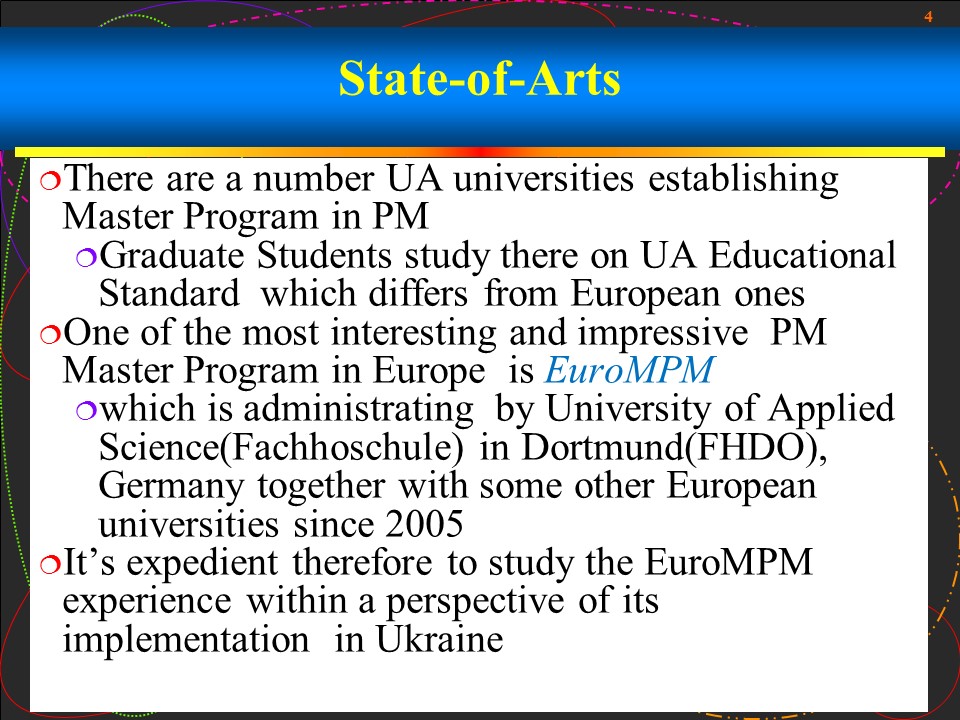 4
State-of-Arts
There are a number UA universities establishing
Master Program in PM
Graduate Students study there on UA Educational
Standard which differs from European ones
One of the most interesting and impressive PM
Master Program in Europe is EuroMPM
which is administrating by University of Applied
Science(Fachhoschule) in Dortmund(FHDO),
Germany together with some other European
universities since 2005
It’s expedient therefore to study the EuroMPM
experience within a perspective of its
implementation in Ukraine